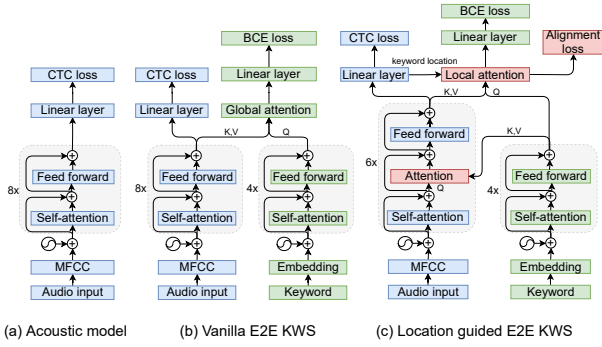 CTC loss
Linear layer
8x
Feed forward
Self-attention
MFCC
Audio input
(a) Acoustic model
BCE loss
CTC loss
Linear layer
Linear layer
Global attention
K,V
Q
8x
Feed forward
Self-attention
MFCC
Audio input
4x
Feed forward
Self-attention
Embedding
Keyword
(b) Vanilla E2E KWS
BCE loss
CTC loss
Linear layer
Alignment
loss
keyword location
Linear layer
Local attention
K,V
Q
Feed forward
K,V
6x
Attention
Q
Self-attention
MFCC
Audio input
4x
Feed forward
Self-attention
Embedding
Keyword
(c) Location guided E2E KWS